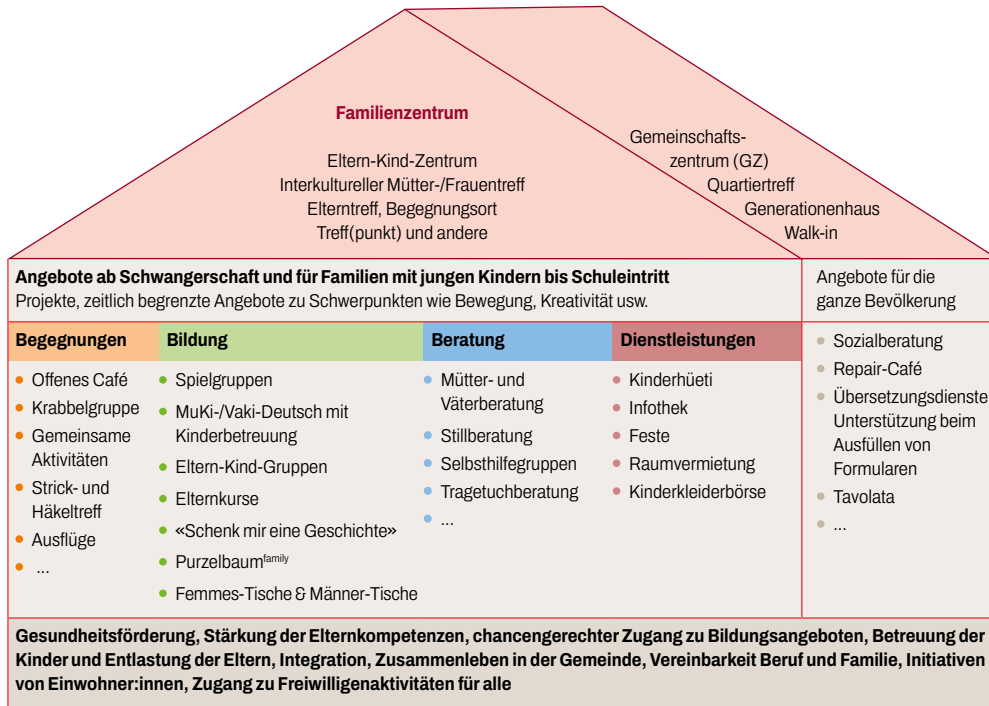 Familienzentrum
Eltern-Kind-Zentrum
Interkultureller Mütter-/Frauentreff
Elterntreff, Begegnungsort
Treff(punkt) und andere
Gemeinschafts-
zentrum (GZ)
Quartiertreff
Generationenhaus
Walk-in
Angebote ab Schwangerschaft und für Familien mit jungen Kindern bis Schuleintritt
Projekte, zeitlich begrenzte Angebote zu Schwerpunkten wie Bewegung, Kreativität usw.
Angebote für die
ganze Bevölkerung
Begegnungen
• Offenes Café
• Krabbelgruppe
• Gemeinsame
Aktivitäten
• Strick- und
Häkeltreff
• Ausflüge
• ...
Bildung
• Spielgruppen
• MuKi-/Vaki-Deutsch mit
Kinderbetreuung
• Eltern-Kind-Gruppen
• Elternkurse
• «Schenk mir eine Geschichte»
• Purzelbaumfamily
• Femmes-Tische & Männer-Tische
Beratung
• Mütter- und
Väterberatung
• Stillberatung
• Selbsthilfegruppen
• Tragetuchberatung
• ...
Dienstleistungen
• Kinderhüeti
• Infothek
• Feste
• Raumvermietung
• Kinderkleiderbörse
• Sozialberatung
• Repair-Café
• Übersetzungsdienste
Unterstützung beim
Ausfüllen von
Formularen
• Tavolata
• ...
Gesundheitsförderung, Stärkung der Elternkompetenzen, chancengerechter Zugang zu Bildungsangeboten, Betreuung der
Kinder und Entlastung der Eltern, Integration, Zusammenleben in der Gemeinde, Vereinbarkeit Beruf und Familie, Initiativen
von Einwohner:innen, Zugang zu Freiwilligenaktivitäten für alle